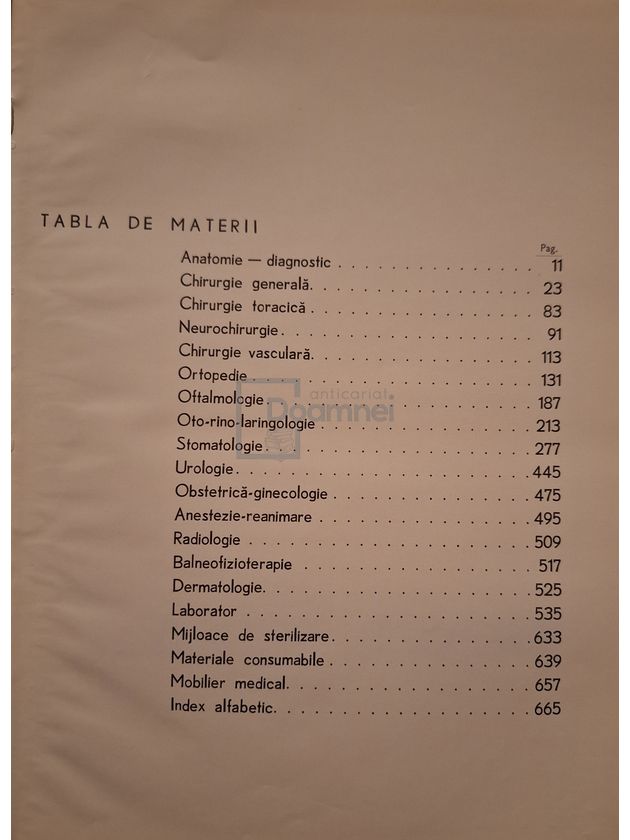 TABLA DE MATERII
Pag.
Anatomie — diagnostic . . . . . . . . . . . . . . . 11
Chirurgie generală. . . . . . . . . . . . . . . . . 23
Chirurgie toracică . . . . . . . . . . . . . . . . . 83
Neurochirurgie. . . . . . . . . . . . . . . . . . . 91
Chirurgie vasculară. . . . . . . . . . . . . . . . . 113
Ortopedie . . . . . . . . . . . . . . . . . . . . . 131
anticariat
Oftalmologie . . . . . . . . . . . . . . . . . . . . 187
Doamnei
Oto-rino-laringologie . . . . . . . . . . . . . . . . 213
Stomatologie. . . . . . . . . . . . . . . . . . . . 277
Urologie. . . . . . . . . . . . . . . . . . . . . . 445
Obstetrică-ginecologie . . . . . . . . . . . . . . . 475
Anestezie-reanimare . . . . . . . . . . . . . . . . 495
Radiologie . . . . . . . . . . . . . . . . . . . . . 509
Balneofizioterapie . . . . . . . . . . . . . . . . . 517
Dermatologie. . . . . . . . . . . . . . . . . . . . 525
Laborator . . . . . . . . . . . . . . . . . . . . . 535
Mijloace de sterilizare. . . . . . . . . . . . . . . 633
Materiale consumabile . . . . . . . . . . . . . . . 639
Mobilier medical. . . . . . . . . . . . . . . . . . 657
Index alfabetic. . . . . . . . . . . . . . . . . . . 665